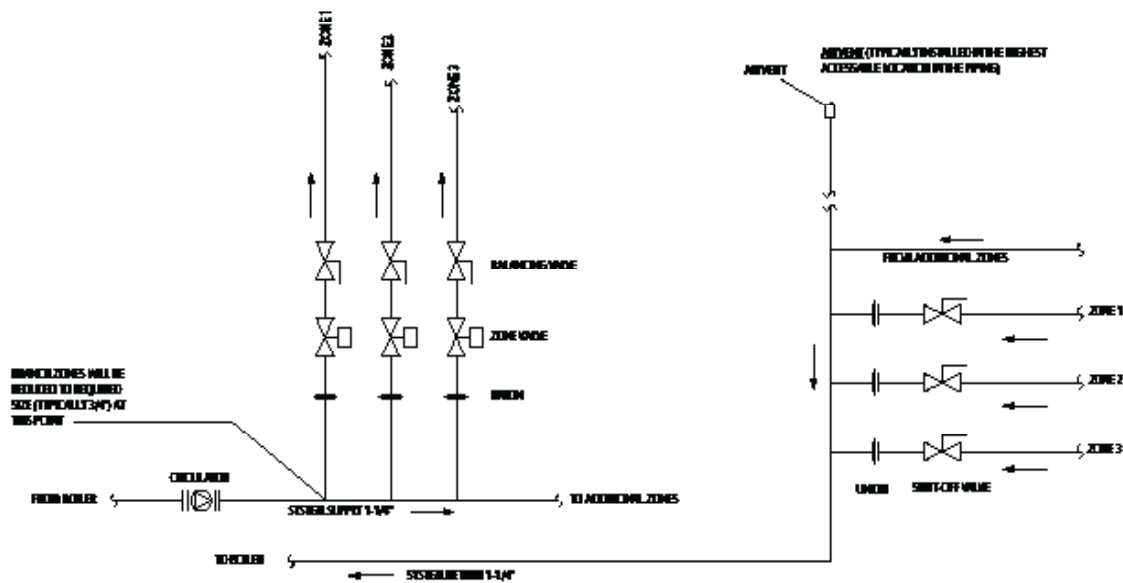 ZONE 1
ZONE 2
ZONE 3
AIR VENT (TYPICALLY INSTALLED IN THE HIGHEST
ACCESSABLE LOCATION IN THE PIPING)
AIR VENT
BALANCING VALVE
FROM ADDITIONAL ZONES
ZONE 1
ZONE VALVE
BRANCH ZONES WILL BE
REDUCED TO REQUIRED
SIZE (TYPICALLY 3/4") AT
THIS POINT
UNION
ZONE 2
ZONE 3
CIRCULATOR
UNION
SHUT-OFF VALVE
FROM BOILER
TO ADDITIONAL ZONES
SYSTEM SUPPLY 1-1/4"
TO BOILER
SYSTEM RETURN 1-1/4"